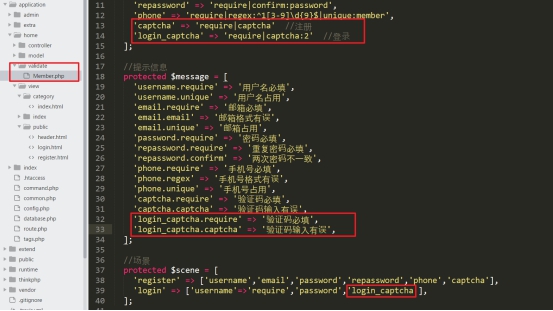 application
admin
extra
home
controller
model
validate
Member.php
view
category
index.html
index
public
header.html
login.html
register.html
index
.htaccess
command.php
common.php
config.php
database.php
route.php
tags.php
extend
public
runtime
thinkphp
vendor
.gitignore
11 'repassword' => 'require|confirm:password',
12 'phone' => 'require|regex:^1[3-9]\d{9}$|unique:member',
13 'captcha' => 'require|captcha' //注册
14 'login_captcha' => 'require|captcha:2' //登录
15 ];
16
17 //提示信息
18 protected $message = [
19 'username.require' => '用户名必填',
20 'username.unique' => '用户名占用',
21 'email.require' => '邮箱必填',
22 'email.email' => '邮箱格式有误',
23 'email.unique' => '邮箱占用',
24 'password.require' => '密码必填',
25 'repassword.require' => '重复密码必填',
26 'repassword.confirm' => '两次密码不一致',
27 'phone.require' => '手机号必填',
28 'phone.regex' => '手机号格式有误',
29 'phone.unique' => '手机号占用',
30 'captcha.require' => '验证码必填',
31 'captcha.captcha' => '验证码输入有误',
32 'login_captcha.require' => '验证码必填',
33 'login_captcha.captcha' => '验证码输入有误',
34 ];
35
36 //场景
37 protected $scene = [
38 'register' => ['username','email','password','repassword','phone','captcha'],
39 'login' => ['username'=>'require','password','login_captcha'],
40 ];